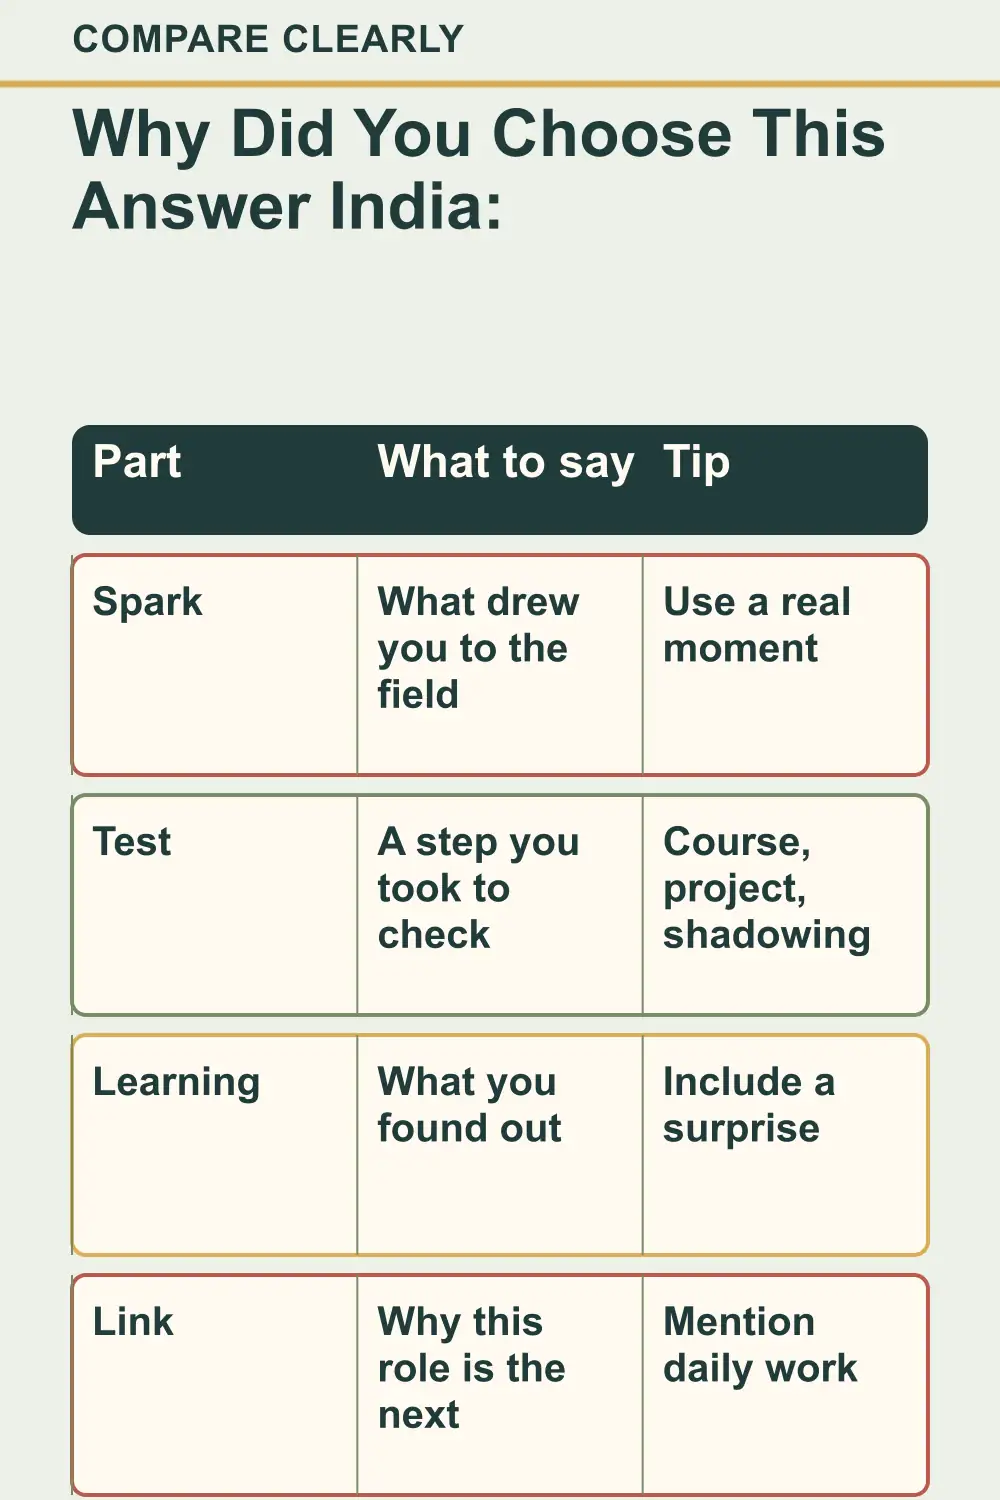 COMPARE CLEARLY
Why Did You Choose This
Answer India:
Part What to say Tip
Spark
What drew
you to the
field
Use a real
moment
Test
A step you
took to
check
Course,
project,
shadowing
Learning
What you
found out
Include a
surprise
Link
Why this
role is the
next
Mention
daily work